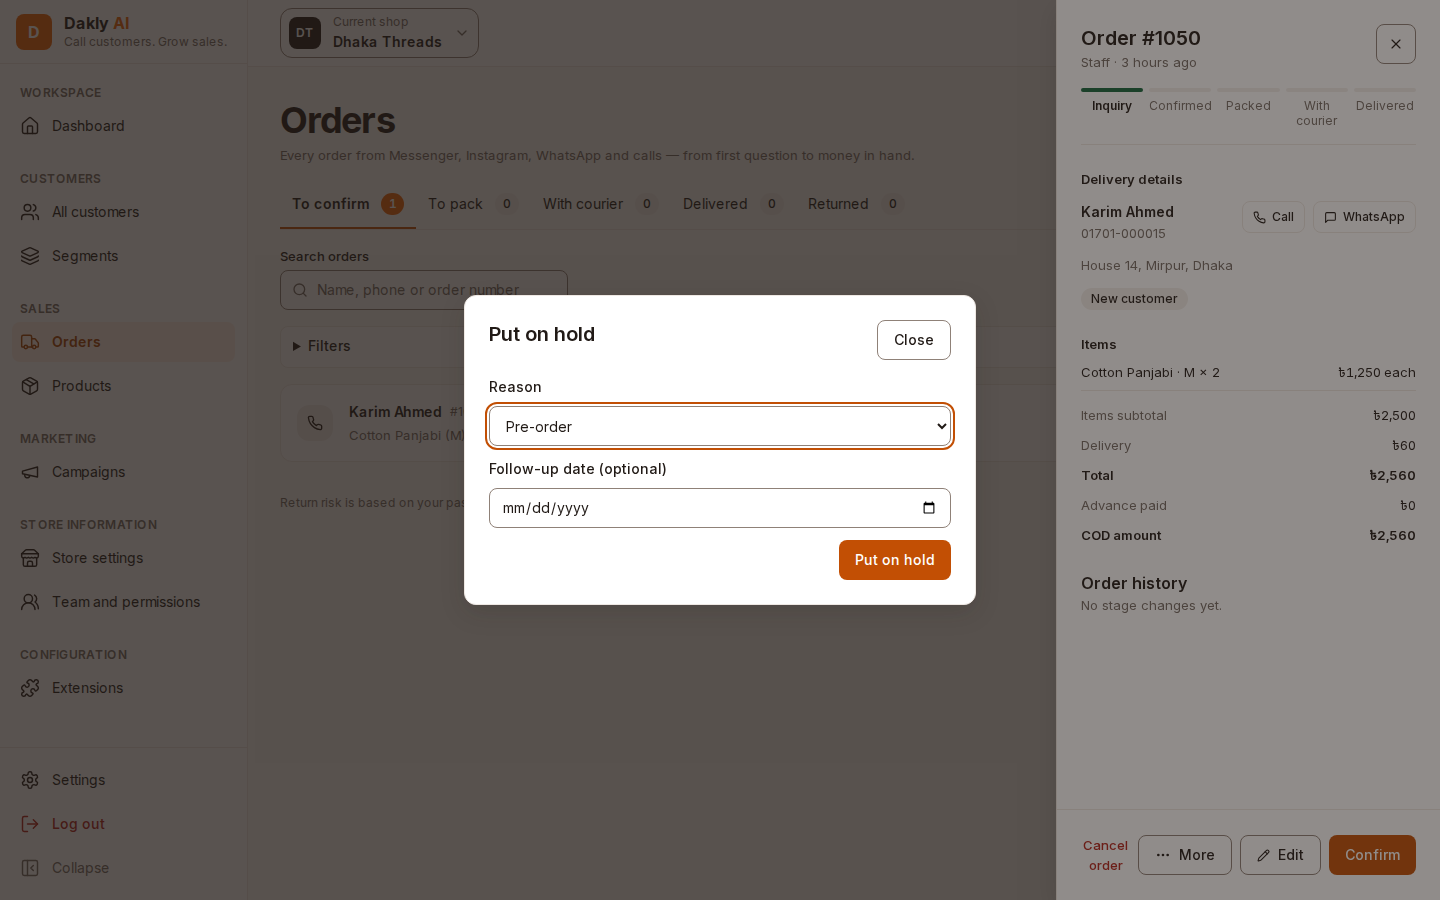 D
Dakly AI
Call customers. Grow sales.
WORKSPACE
Dashboard
CUSTOMERS
All customers
Segments
SALES
Orders
Products
MARKETING
Campaigns
STORE INFORMATION
Store settings
Team and permissions
CONFIGURATION
Extensions
Settings
Log out
Collapse
DT
Current shop
Dhaka Threads
Orders
Every order from Messenger, Instagram, WhatsApp and calls — from first question to money in hand.
To confirm 1 To pack 0 With courier 0 Delivered 0 Returned 0
Search orders
Name, phone or order number
Filters
Karim Ahmed #1
Cotton Panjabi (M)
Return risk is based on your pa
Put on hold
Close
Reason
Pre-order
Follow-up date (optional)
mm/dd/yyyy
Put on hold
Order #1050
Staff · 3 hours ago
Inquiry Confirmed Packed With courier Delivered
Delivery details
Karim Ahmed
01701-000015
Call WhatsApp
House 14, Mirpur, Dhaka
New customer
Items
Cotton Panjabi · M × 2 ৳1,250 each
Items subtotal ৳2,500
Delivery ৳60
Total ৳2,560
Advance paid ৳0
COD amount ৳2,560
Order history
No stage changes yet.
Cancel order
More Edit Confirm